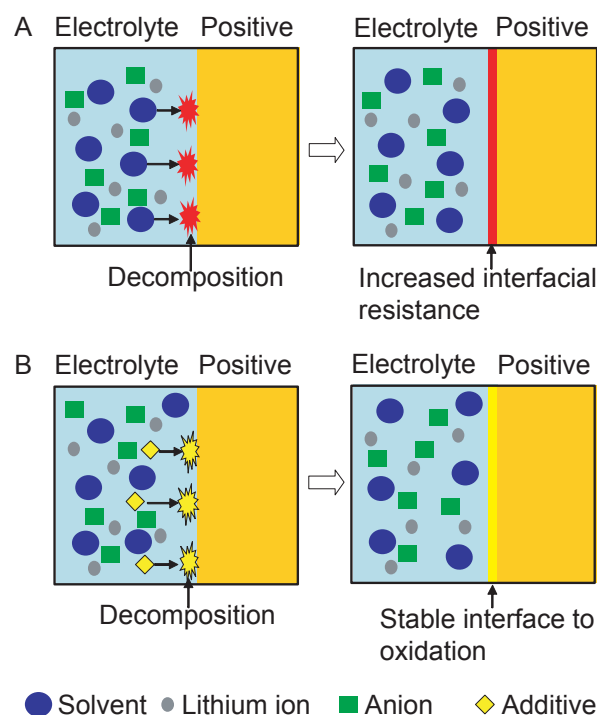 A Electrolyte Positive Electrolyte Positive
Decomposition
Increased interfacial
resistance
B Electrolyte Positive Electrolyte Positive
Decomposition
Stable interface to
oxidation
Solvent Lithium ion Anion Additive